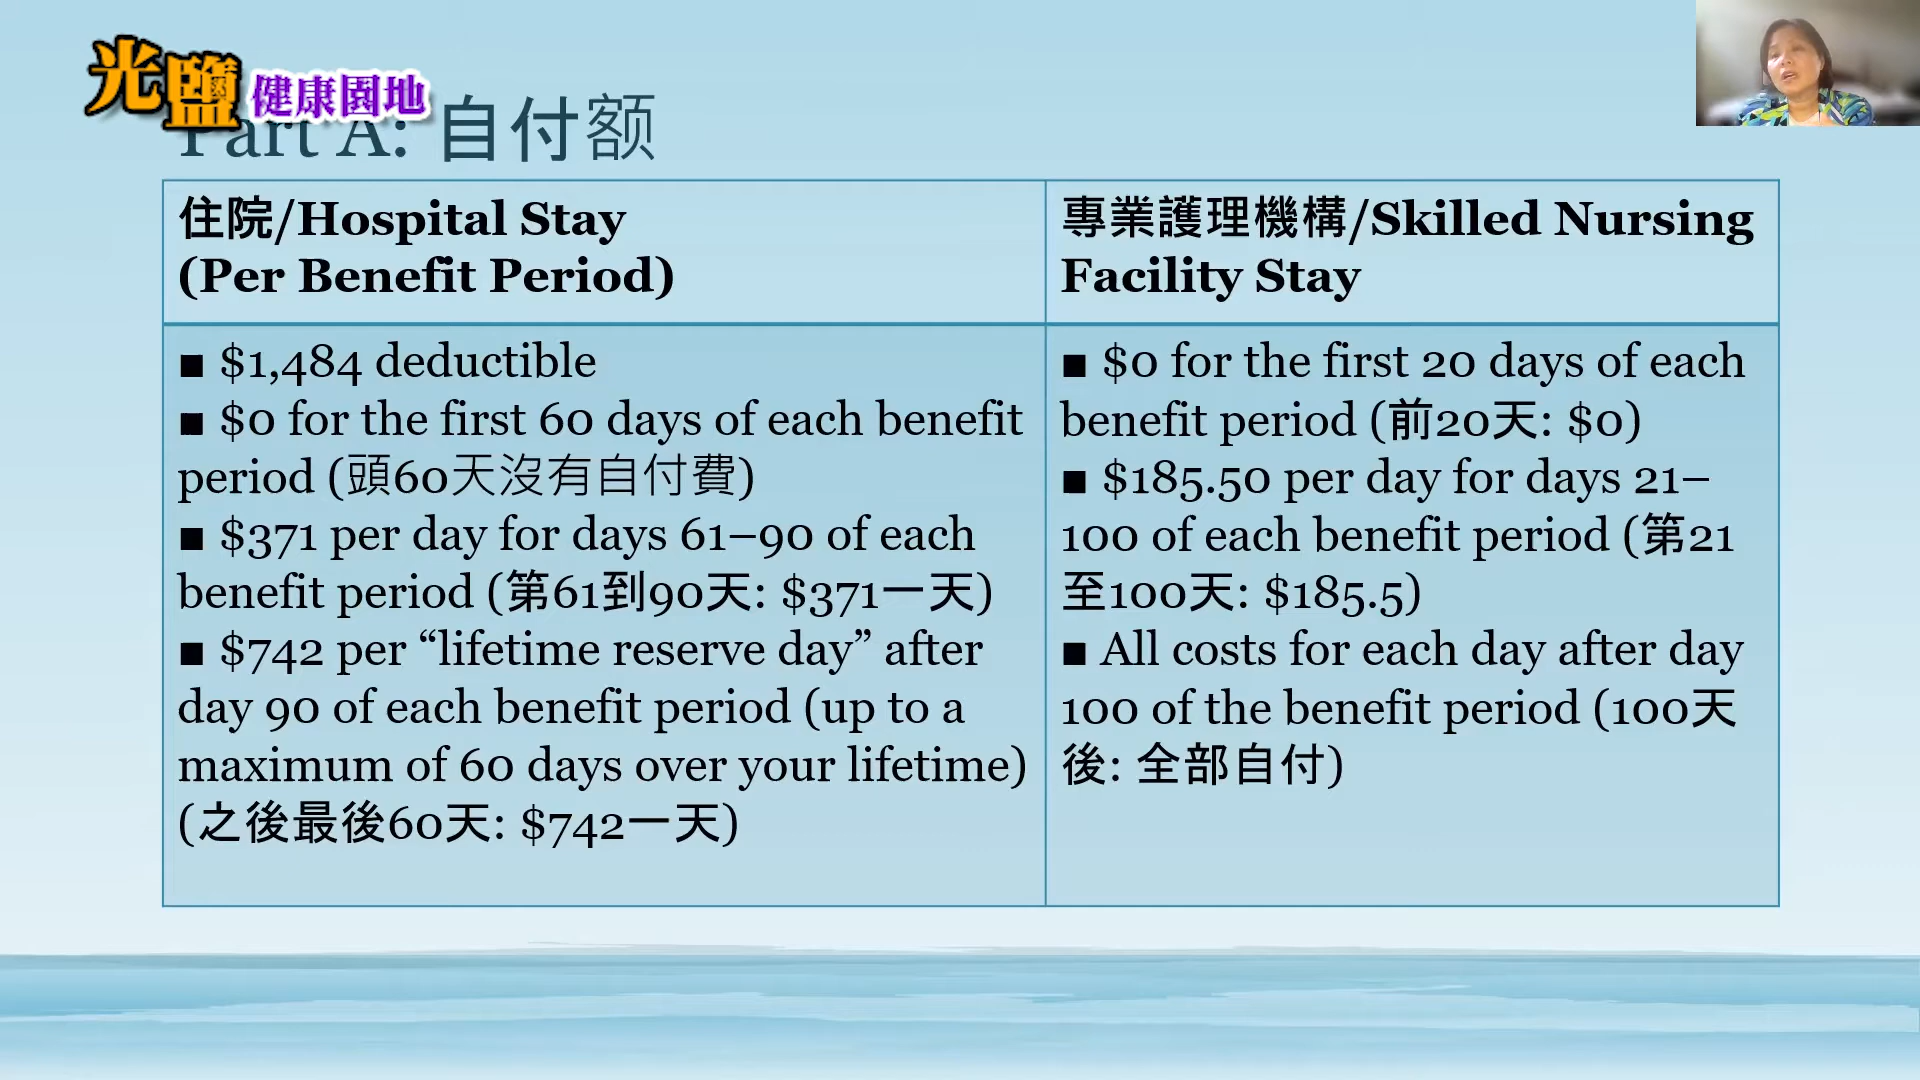 光鹽健康園地
Part A: 自付额
住院/Hospital Stay
(Per Benefit Period)
■ $1,484 deductible
■ $0 for the first 60 days of each benefit
period (頭60天沒有自付費)
■ $371 per day for days 61–90 of each
benefit period (第61到90天: $371一天)
■ $742 per “lifetime reserve day” after
day 90 of each benefit period (up to a
maximum of 60 days over your lifetime)
(之後最後60天: $742一天)
專業護理機構/Skilled Nursing
Facility Stay
■ $0 for the first 20 days of each
benefit period (前20天: $0)
■ $185.50 per day for days 21–
100 of each benefit period (第21
至100天: $185.5)
■ All costs for each day after day
100 of the benefit period (100天
後: 全部自付)